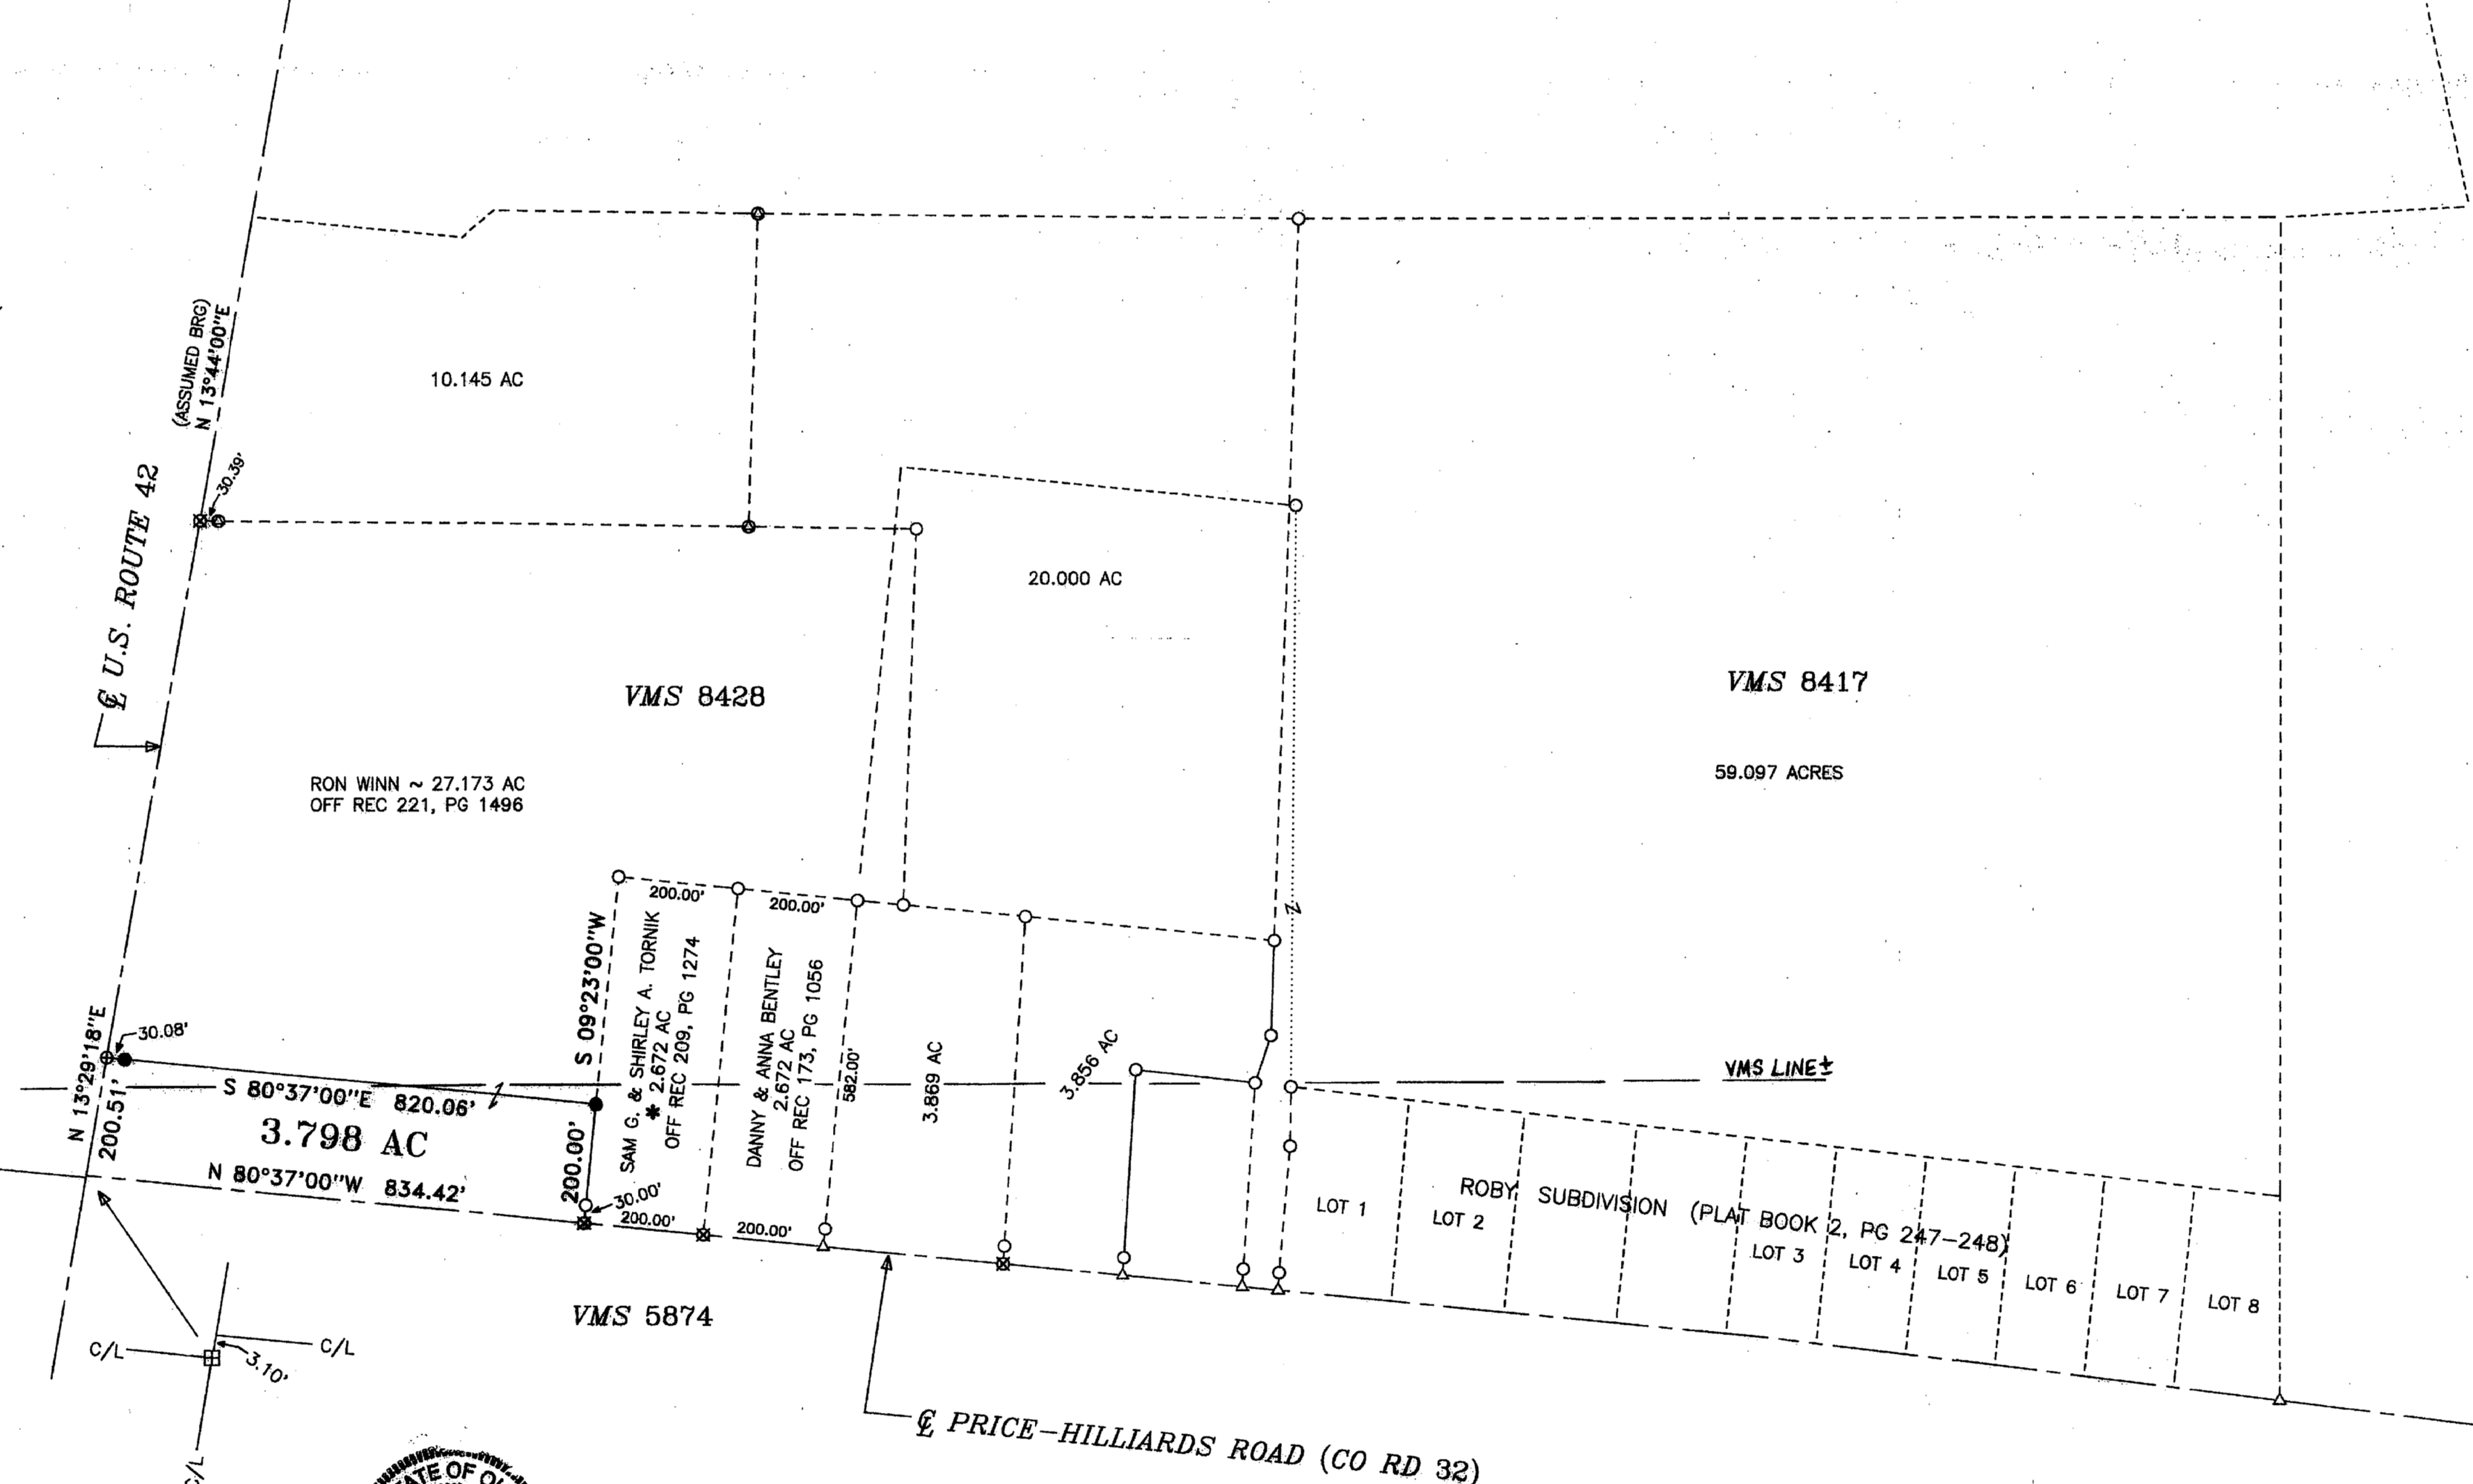 (ASSUMED BRG)
N 13°44'00"E
30.39'
℄ U.S. ROUTE 42
10.145 AC
20.000 AC
VMS 8428
VMS 8417
59.097 ACRES
RON WINN ~ 27.173 AC
OFF REC 221, PG 1496
200.00'
200.00'
S 09°23'00"W
SAM G. & SHIRLEY A. TORNIK
* 2.672 AC
OFF REC 209, PG 1274
DANNY & ANNA BENTLEY
2.672 AC
OFF REC 173, PG 1056
582.00'
3.869 AC
3.856 AC
VMS LINE±
N 13°29'18"E
200.51'
30.08'
S 80°37'00"E 820.06'
3.798 AC
N 80°37'00"W 834.42'
200.00'
30.00'
200.00'
200.00'
ROBY SUBDIVISION (PLAT BOOK 2, PG 247-248)
LOT 1
LOT 2
LOT 3
LOT 4
LOT 5
LOT 6
LOT 7
LOT 8
VMS 5874
C/L
C/L
3.10'
C/L
℄ PRICE-HILLIARDS ROAD (CO RD 32)